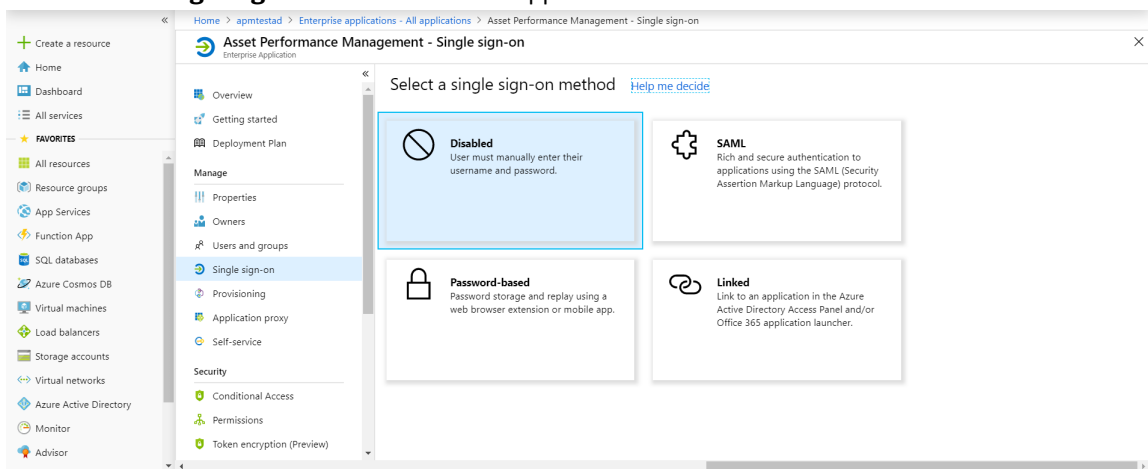 «
Home > apmtestad > Enterprise applications - All applications > Asset Performance Management - Single sign-on
Create a resource
Home
Dashboard
All services
FAVORITES
All resources
Resource groups
App Services
Function App
SQL databases
Azure Cosmos DB
Virtual machines
Load balancers
Storage accounts
Virtual networks
Azure Active Directory
Monitor
Advisor
Asset Performance Management - Single sign-on
Enterprise Application
«
Overview
Getting started
Deployment Plan
Manage
Properties
Owners
Users and groups
Single sign-on
Provisioning
Application proxy
Self-service
Security
Conditional Access
Permissions
Token encryption (Preview)
Select a single sign-on method Help me decide
Disabled
User must manually enter their
username and password.
SAML
Rich and secure authentication to
applications using the SAML (Security
Assertion Markup Language) protocol.
Password-based
Password storage and replay using a
web browser extension or mobile app.
Linked
Link to an application in the Azure
Active Directory Access Panel and/or
Office 365 application launcher.